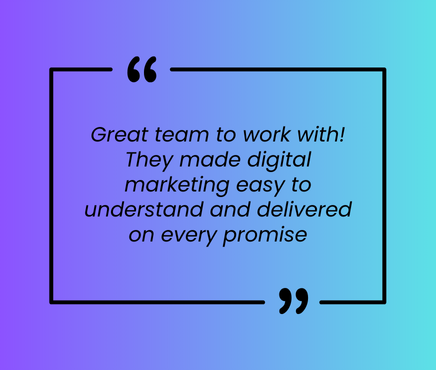 “
Great team to work with!
They made digital
marketing easy to
understand and delivered
on every promise
”